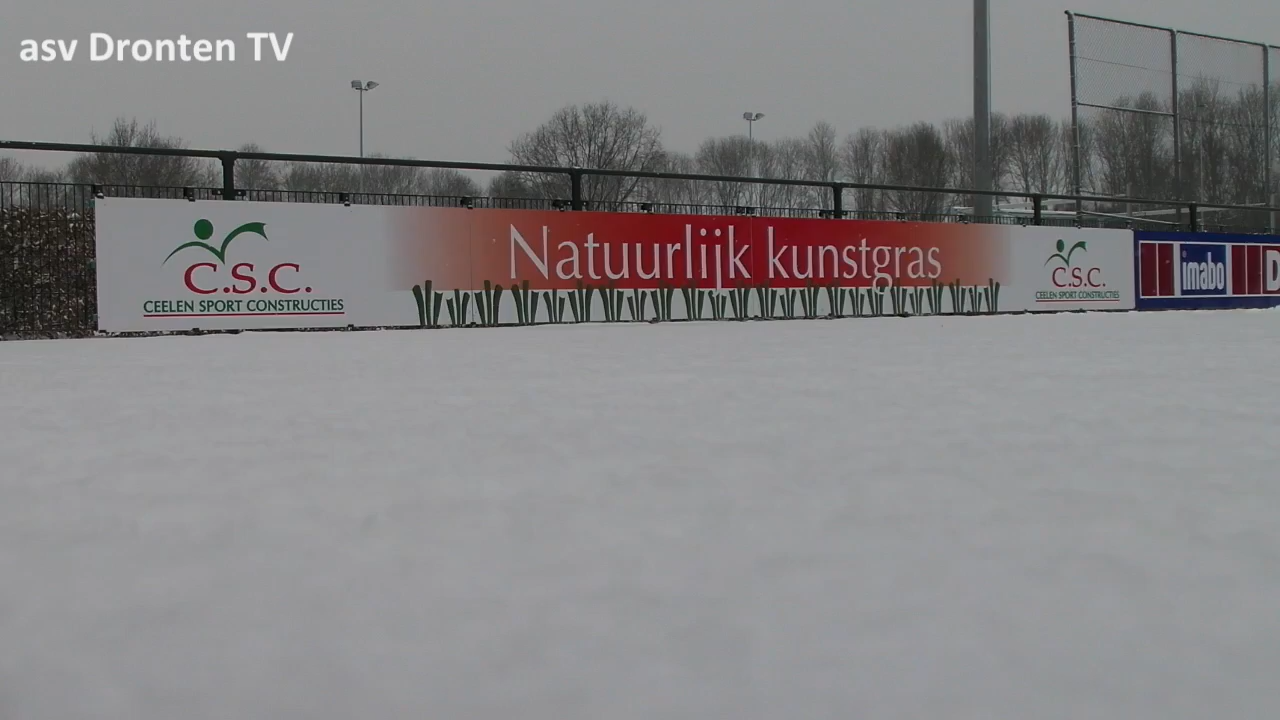 asv Dronten TV
C.S.C.
CEELEN SPORT CONSTRUCTIES
Natuurlijk kunstgras
C.S.C.
CEELEN SPORT CONSTRUCTIES
imabo
D